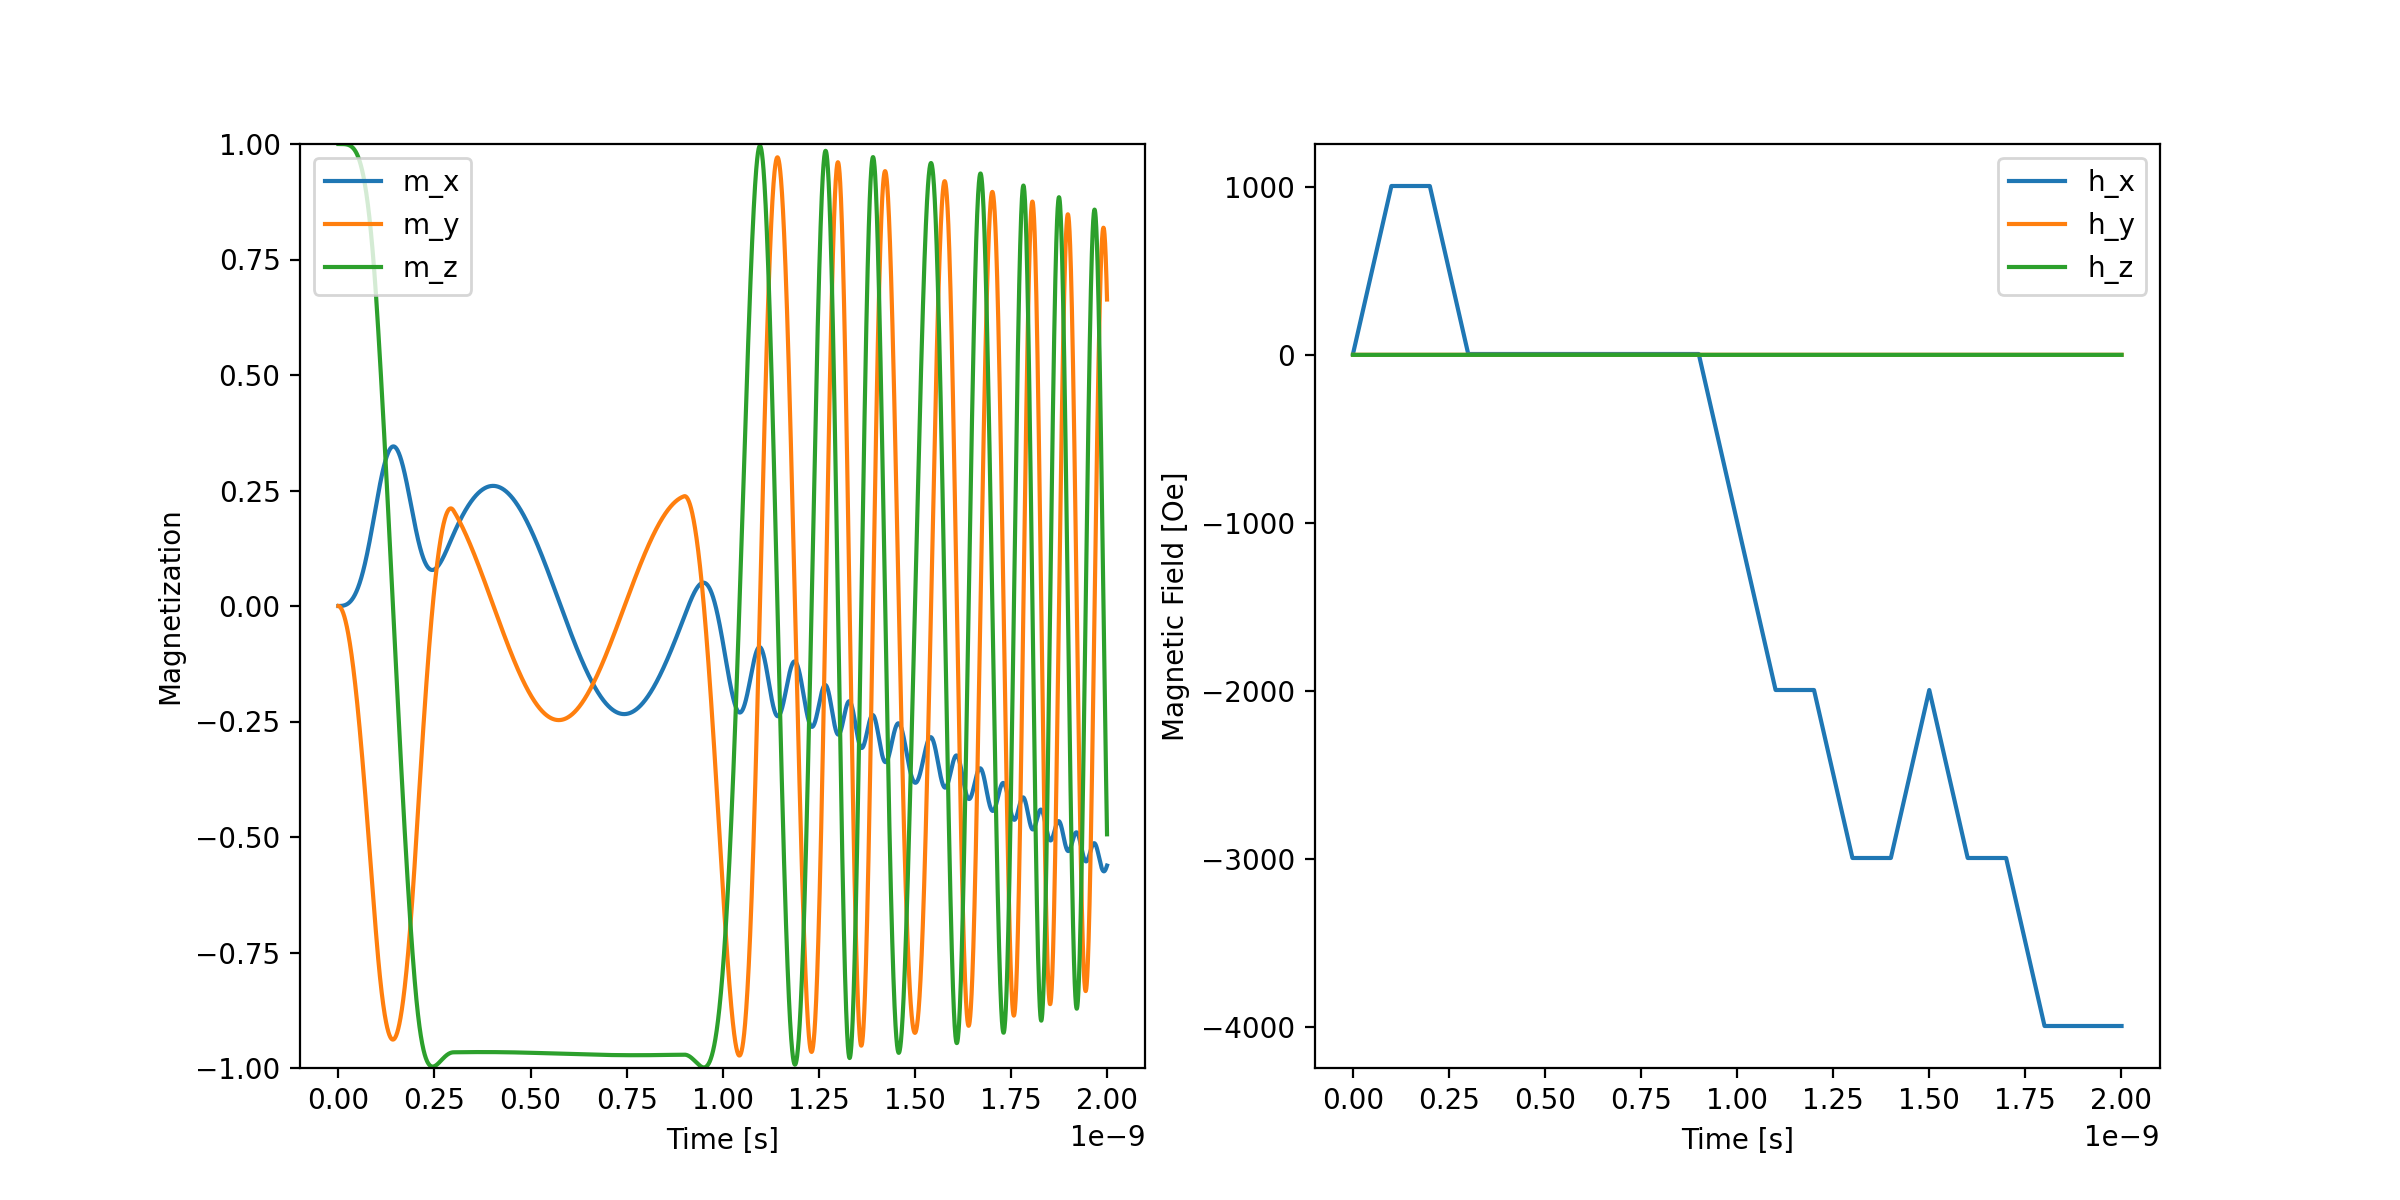 m_x
m_y
m_z
1.00
0.75
0.50
0.25
0.00
−0.25
−0.50
−0.75
−1.00
Magnetization
0.00 0.25 0.50 0.75 1.00 1.25 1.50 1.75 2.00
Time [s]
1e−9
h_x
h_y
h_z
1000
0
−1000
−2000
−3000
−4000
Magnetic Field [Oe]
0.00 0.25 0.50 0.75 1.00 1.25 1.50 1.75 2.00
Time [s]
1e−9